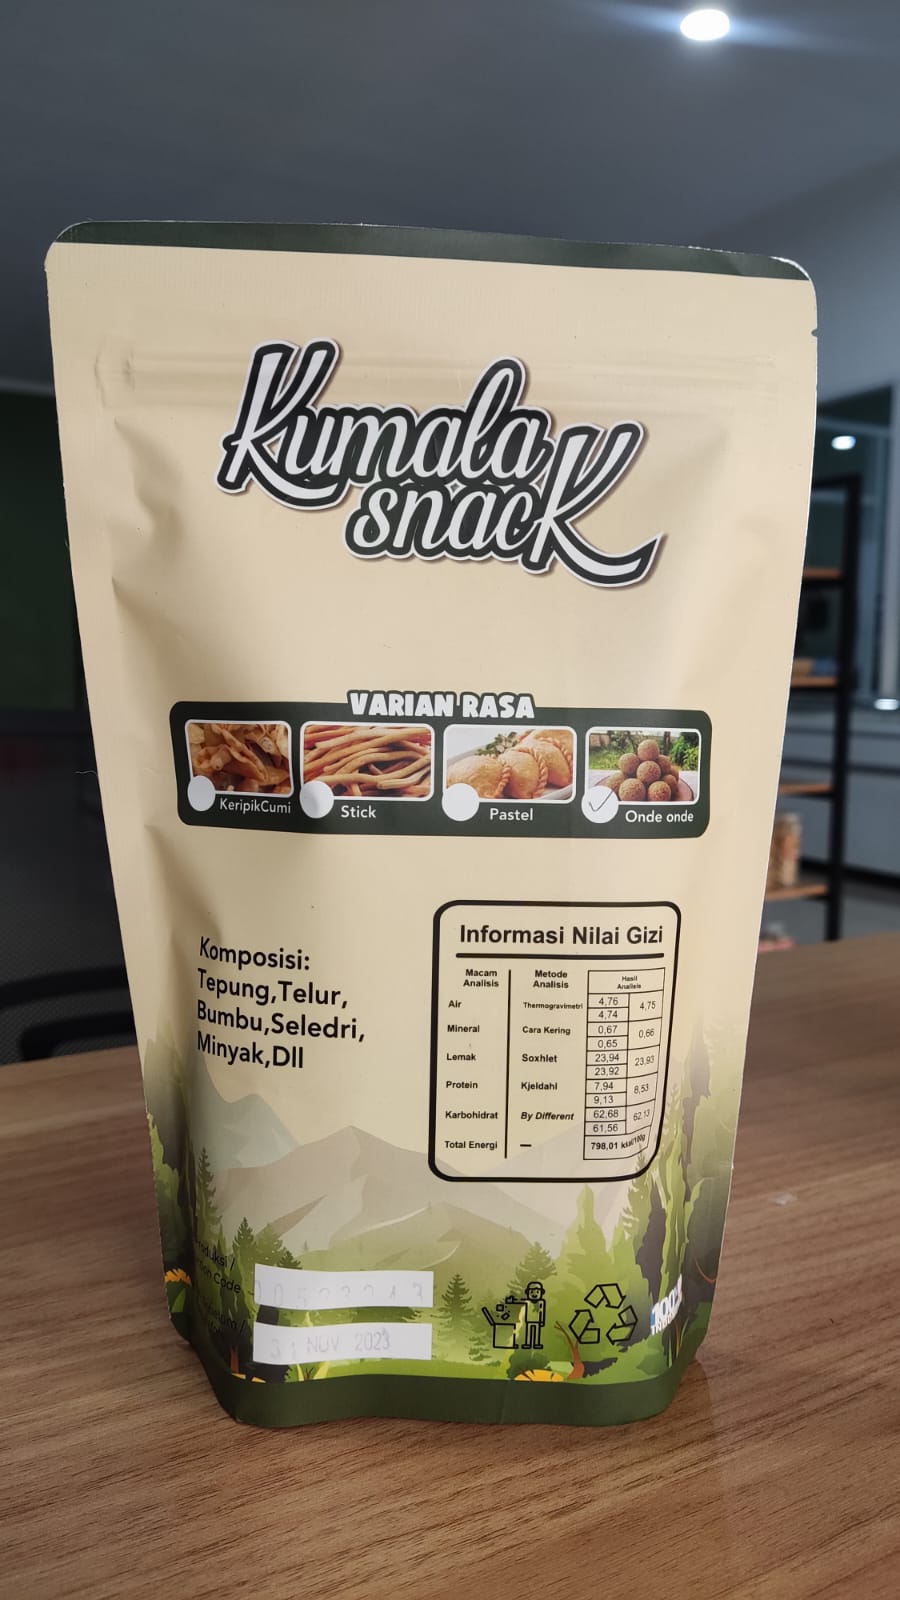 Kumala
snack
VARIAN RASA
KeripikCumi
Stick
Pastel
Onde onde
Komposisi:
Tepung,Telur,
Bumbu,Seledri,
Minyak,Dll
Informasi Nilai Gizi
Macam Analisis
Metode Analisis
Hasil Analisis
Air Thermogravimetri 4,76 4,74 4,75
Mineral Cara Kering 0,67 0,65 0,66
Lemak Soxhlet 23,94 23,92 23,93
Protein Kjeldahl 7,94 9,13 8,53
Karbohidrat By Different 62,68 61,56 62,13
Total Energi — 798,01 kkal/100g
Code
31 NOV 2023